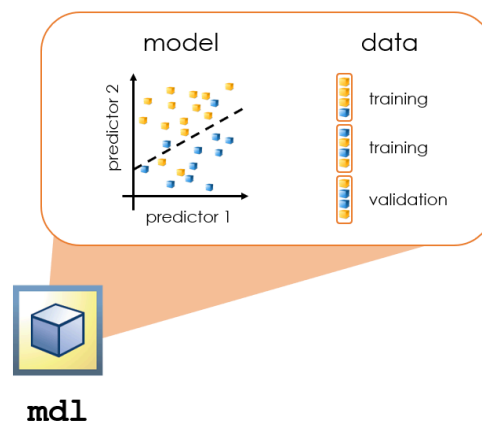 model
data
predictor 2
predictor 1
training
training
validation
mdl